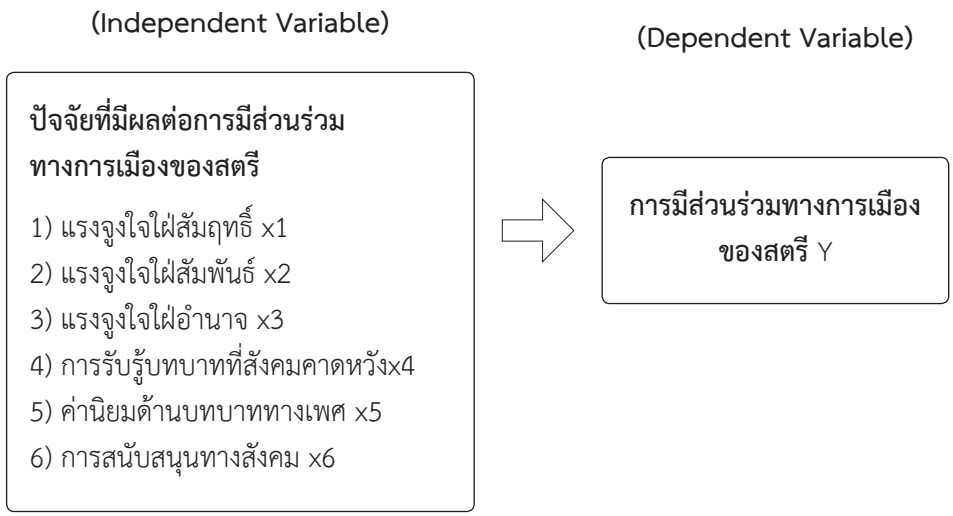 (Independent Variable)
ปัจจัยที่มีผลต่อการมีส่วนร่วม
ทางการเมืองของสตรี
1) แรงจูงใจใฝ่สัมฤทธิ์ x1
2) แรงจูงใจใฝ่สัมพันธ์ x2
3) แรงจูงใจใฝ่อำนาจ x3
4) การรับรู้บทบาทที่สังคมคาดหวังx4
5) ค่านิยมด้านบทบาททางเพศ x5
6) การสนับสนุนทางสังคม x6
(Dependent Variable)
การมีส่วนร่วมทางการเมือง
ของสตรี Y